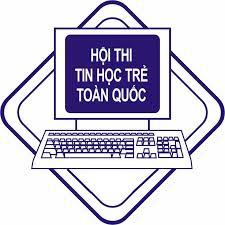 HỘI THI
TIN HỌC TRẺ
TOÀN QUỐC